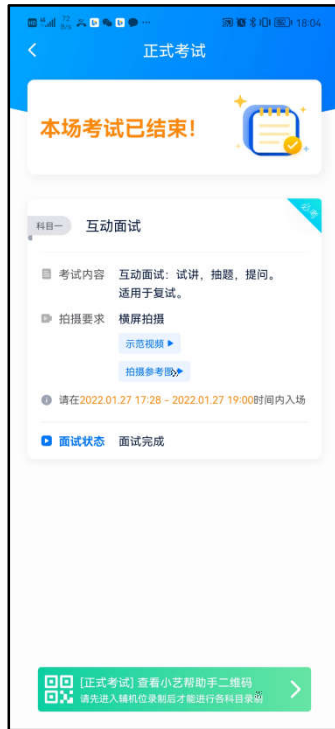 18:04
正式考试
本场考试已结束!
必考
科目一
互动面试
考试内容 互动面试：试讲，抽题，提问。
适用于复试。
拍摄要求 横屏拍摄
示范视频
拍摄参考图
请在2022.01.27 17:28 - 2022.01.27 19:00时间内入场
面试状态 面试完成
[正式考试] 查看小艺帮助手二维码
请先进入辅机位录制后才能进行各科目录制